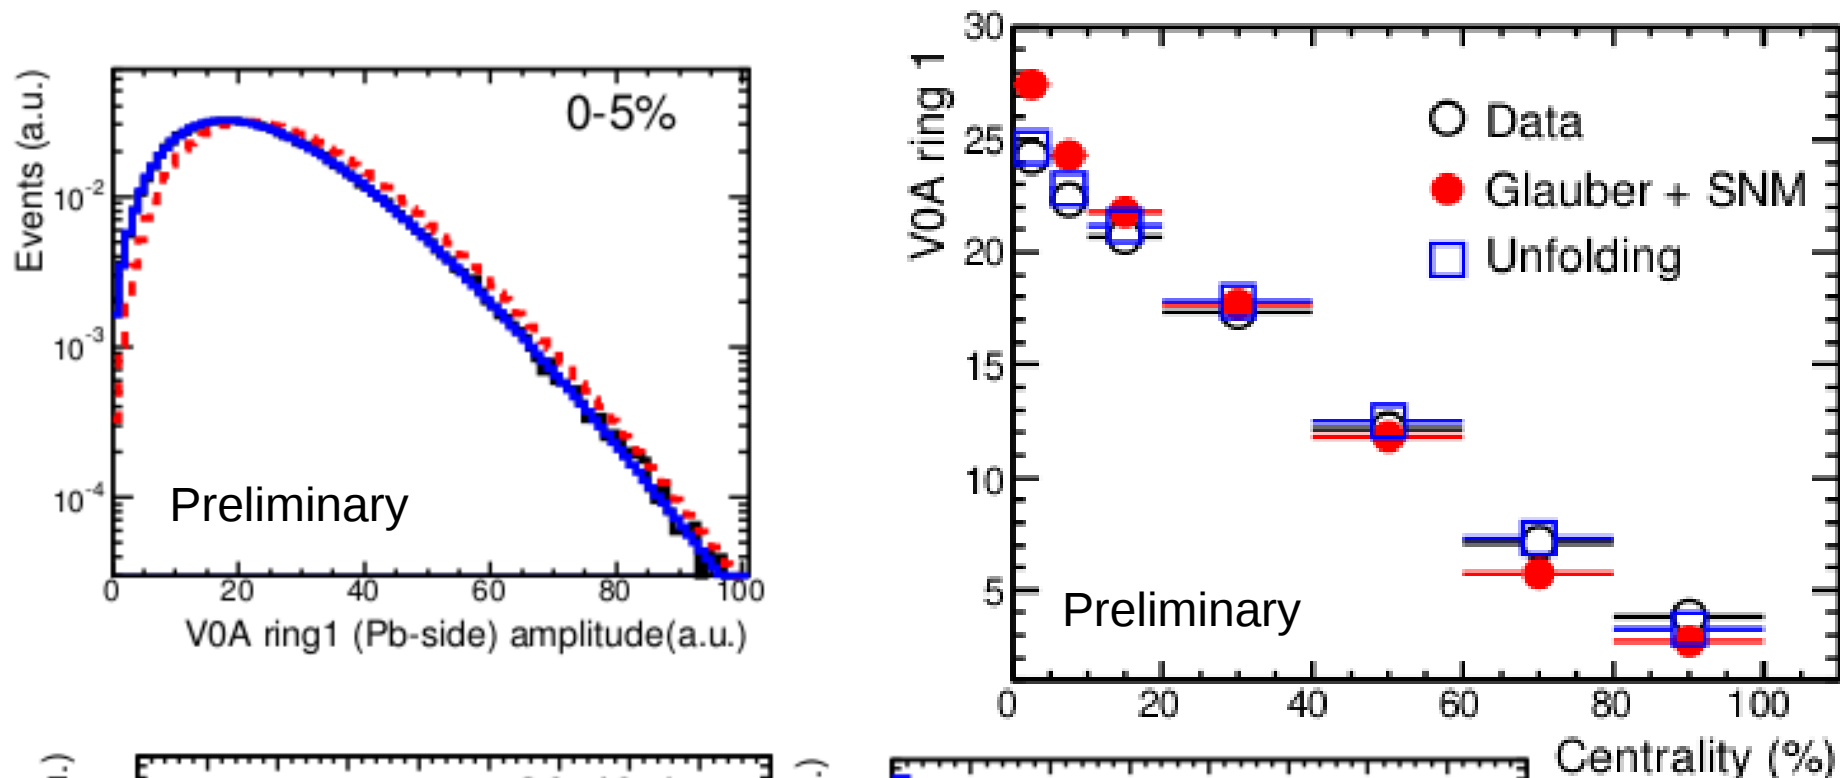 Events (a.u.)
0-5%
10-2
10-3
10-4
Preliminary
0 20 40 60 80 100
V0A ring1 (Pb-side) amplitude(a.u.)
V0A ring 1
30
25
20
15
10
5
Data
Glauber + SNM
Unfolding
Preliminary
0 20 40 60 80 100
Centrality (%)